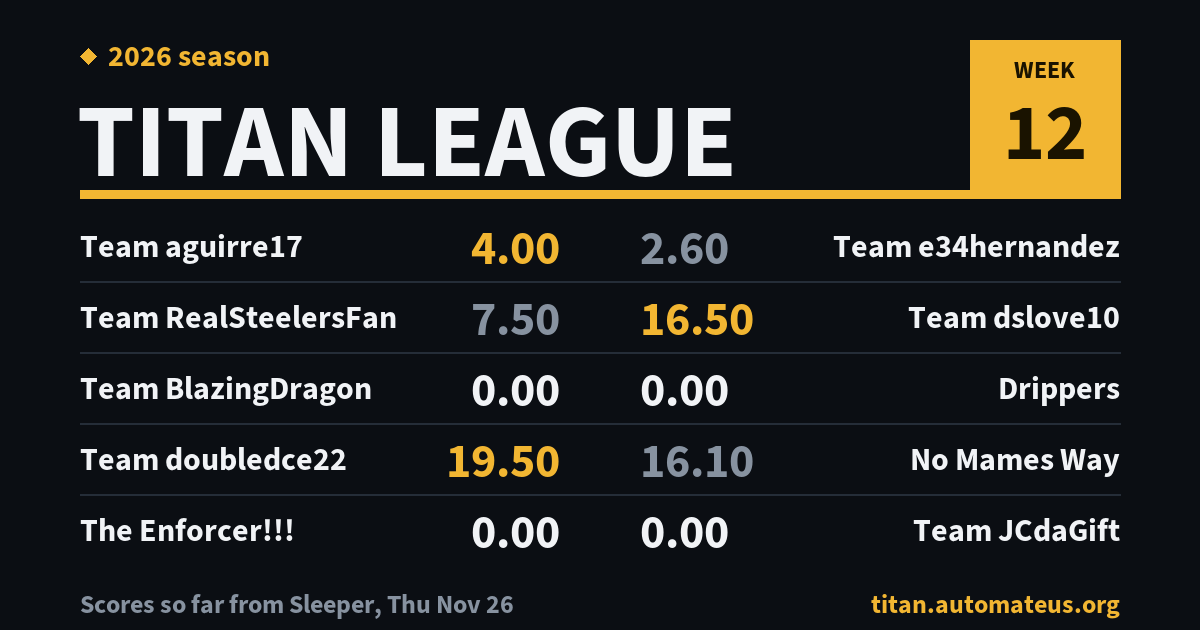 2026 season
WEEK
12
TITAN LEAGUE
Team aguirre17 4.00 2.60 Team e34hernandez
Team RealSteelersFan 7.50 16.50 Team dslove10
Team BlazingDragon 0.00 0.00 Drippers
Team doubledce22 19.50 16.10 No Mames Way
The Enforcer!!! 0.00 0.00 Team JCdaGift
Scores so far from Sleeper, Thu Nov 26 titan.automateus.org